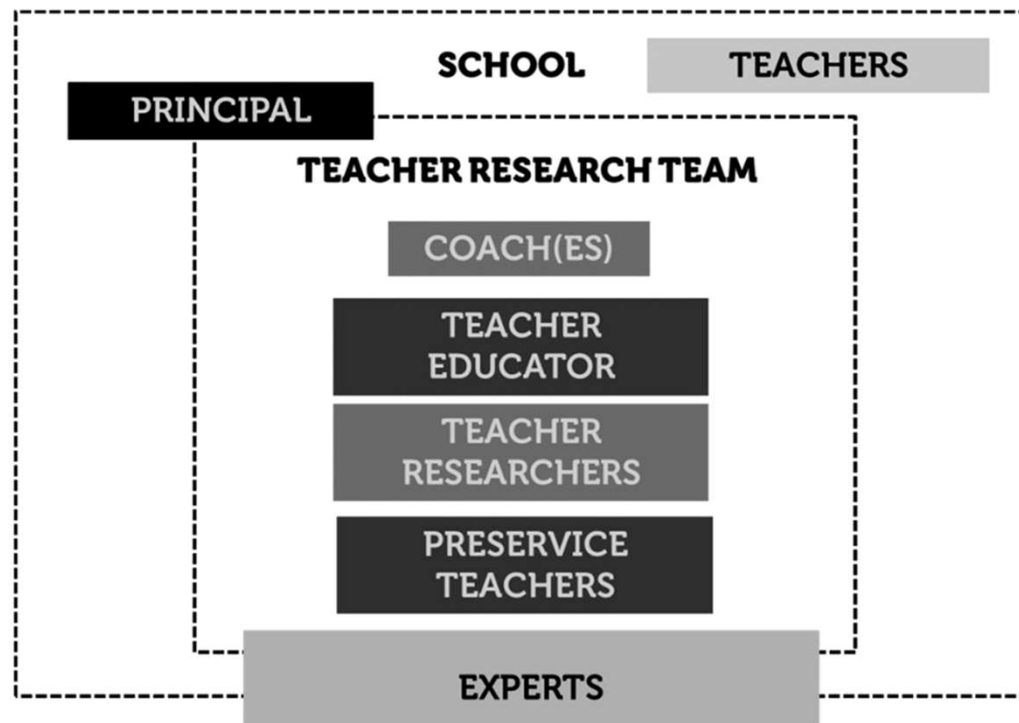 SCHOOL
TEACHERS
PRINCIPAL
TEACHER RESEARCH TEAM
COACH(ES)
TEACHER
EDUCATOR
TEACHER
RESEARCHERS
PRESERVICE
TEACHERS
EXPERTS